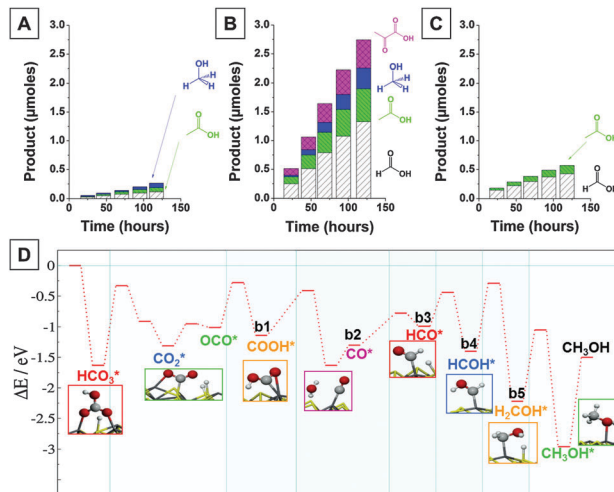 A
Product (μmoles)
3.0
2.5
2.0
1.5
1.0
0.5
0.0
0 50 100 150
Time (hours)
OH
H
H
H
O
OH
B
Product (μmoles)
3.0
2.5
2.0
1.5
1.0
0.5
0.0
0 50 100 150
Time (hours)
O
OH
O
OH
H
H
H
O
OH
O
H OH
C
Product (μmoles)
3.0
2.5
2.0
1.5
1.0
0.5
0.0
0 50 100 150
Time (hours)
O
OH
O
H OH
D
ΔE / eV
0
-0.5
-1
-1.5
-2
-2.5
-3
HCO₃*
CO₂*
OCO*
b1
COOH*
b2
CO*
b3
HCO*
b4
HCOH*
b5
H₂COH*
CH₃OH*
CH₃OH